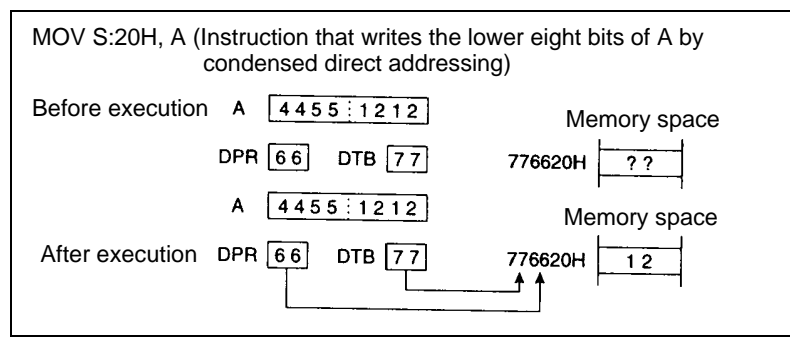 MOV S:20H, A (Instruction that writes the lower eight bits of A by
condensed direct addressing)
Before execution A 4455 1212
Memory space
DPR 66 DTB 77 776620H ??
A 4455 1212
Memory space
After execution DPR 66 DTB 77 776620H 12